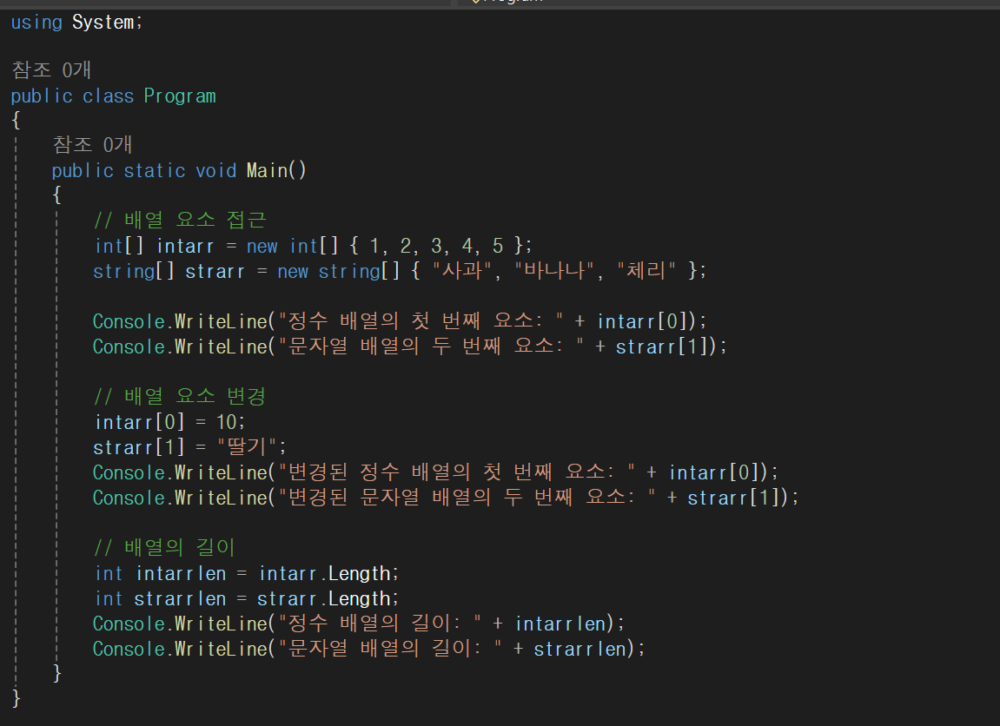 using System;
참조 0개
public class Program
{
참조 0개
public static void Main()
{
// 배열 요소 접근
int[] intarr = new int[] { 1, 2, 3, 4, 5 };
string[] strarr = new string[] { "사과", "바나나", "체리" };
Console.WriteLine("정수 배열의 첫 번째 요소: " + intarr[0]);
Console.WriteLine("문자열 배열의 두 번째 요소: " + strarr[1]);
// 배열 요소 변경
intarr[0] = 10;
strarr[1] = "딸기";
Console.WriteLine("변경된 정수 배열의 첫 번째 요소: " + intarr[0]);
Console.WriteLine("변경된 문자열 배열의 두 번째 요소: " + strarr[1]);
// 배열의 길이
int intarrlen = intarr.Length;
int strarrlen = strarr.Length;
Console.WriteLine("정수 배열의 길이: " + intarrlen);
Console.WriteLine("문자열 배열의 길이: " + strarrlen);
}
}